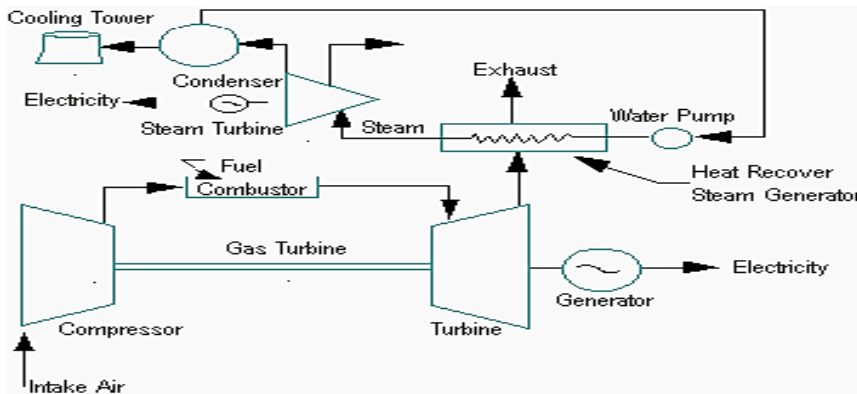 Cooling Tower
Condenser
Exhaust
Electricity
Water Pump
Steam Turbine
Steam
Fuel
Combustor
Heat Recover
Steam Generator
Gas Turbine
Electricity
Generator
Compressor
Turbine
Intake Air